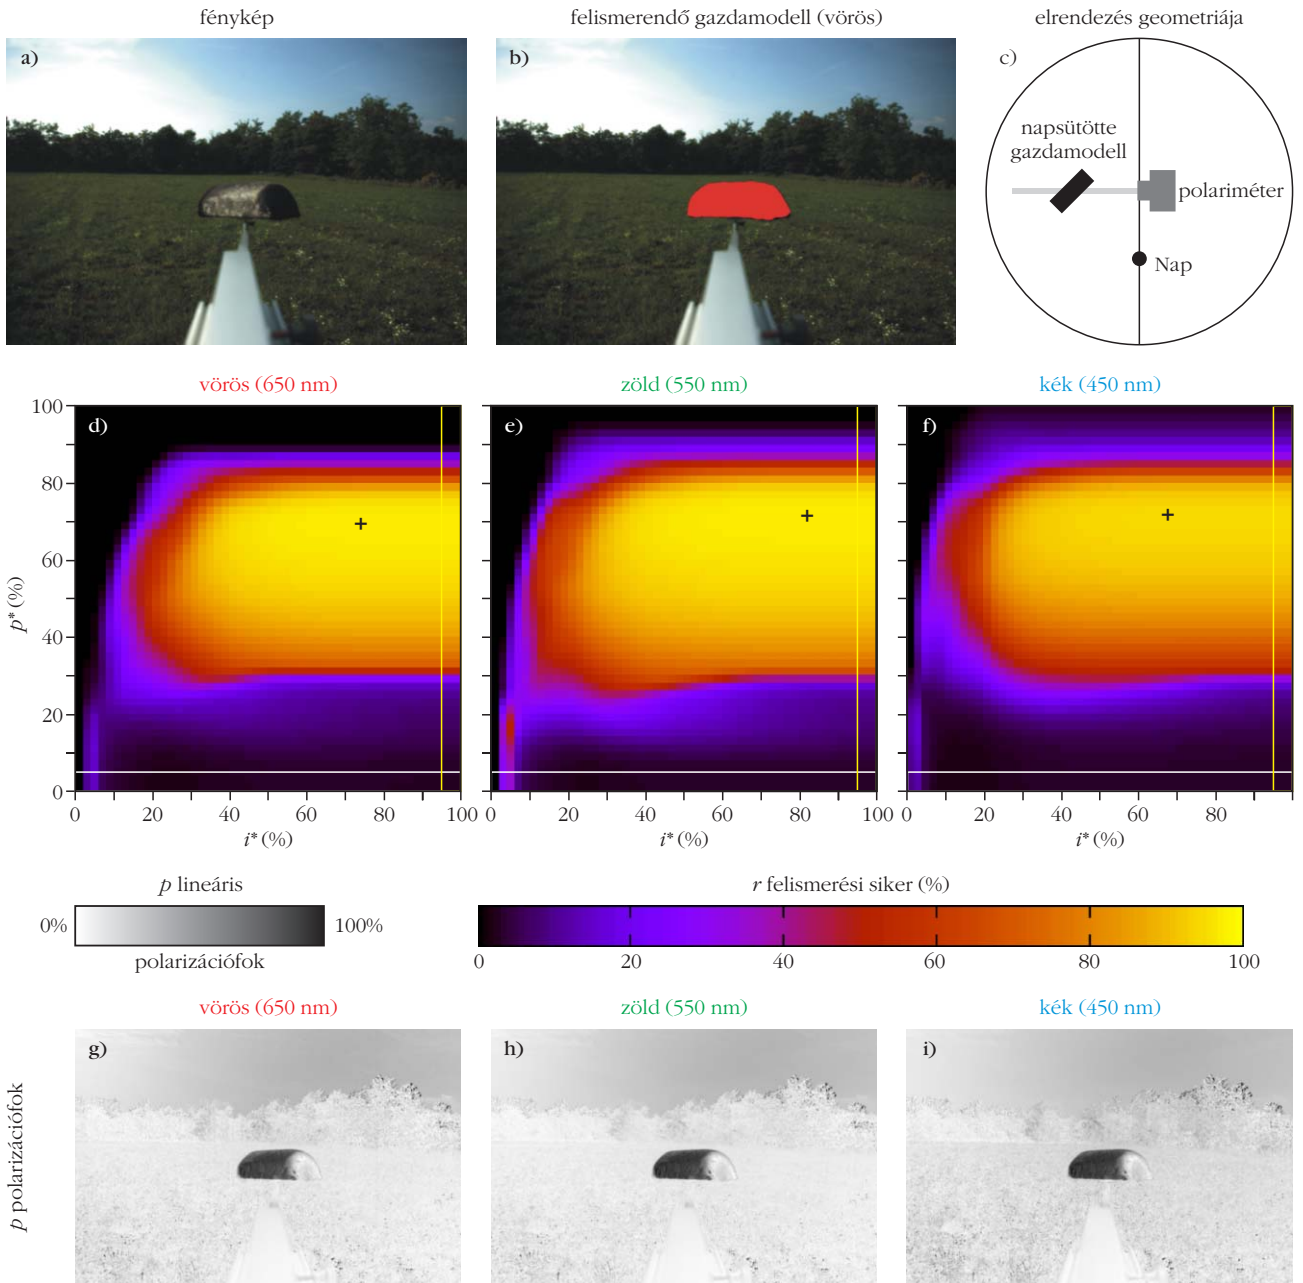 fénykép
felismerendő gazdamodell (vörös)
elrendezés geometriája
a)
b)
c)
napsütötte
gazdamodell
polariméter
Nap
vörös (650 nm)
zöld (550 nm)
kék (450 nm)
d)
e)
f)
100
80
60
40
20
0
p* (%)
0 20 40 60 80 100
0 20 40 60 80 100
0 20 40 60 80
i* (%)
i* (%)
i* (%)
p lineáris
0%
100%
polarizációfok
r felismerési siker (%)
0 20 40 60 80 100
vörös (650 nm)
zöld (550 nm)
kék (450 nm)
p polarizációfok
g)
h)
i)